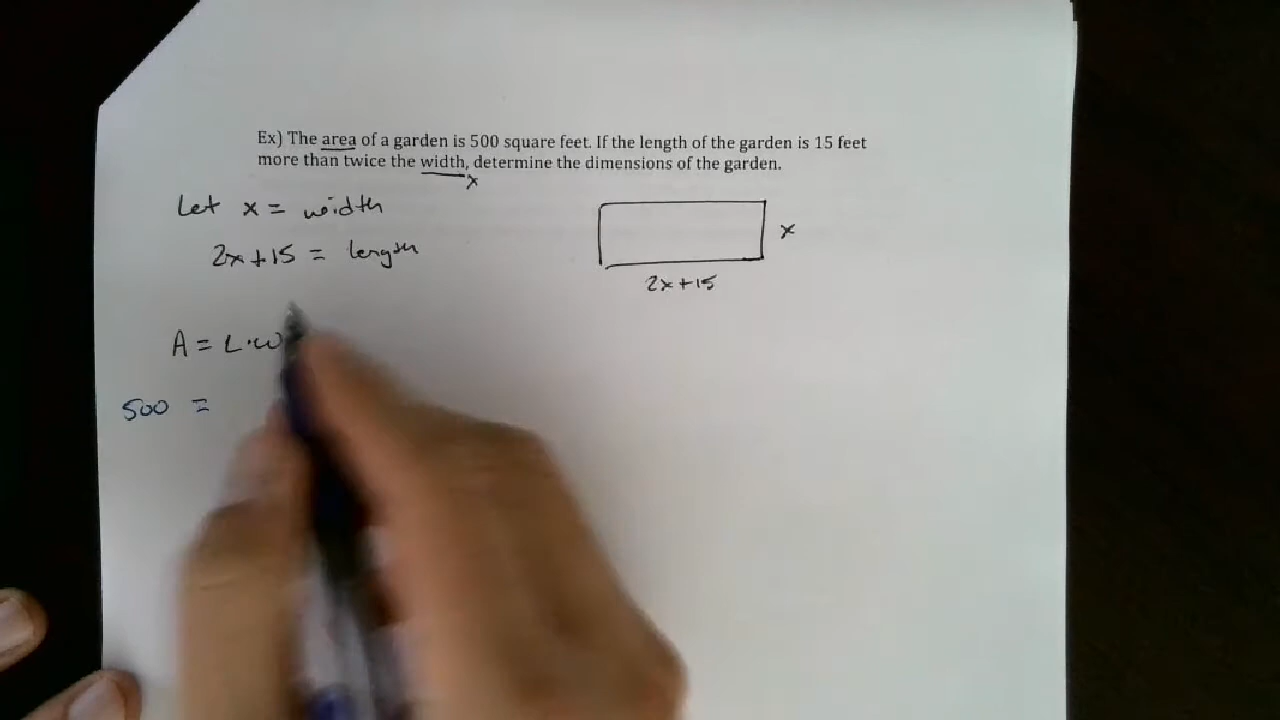 Ex) The area of a garden is 500 square feet. If the length of the garden is 15 feet
more than twice the width, determine the dimensions of the garden.
x
Let x = width
2x+15 = length
x
2x+15
A = L·W
500 =